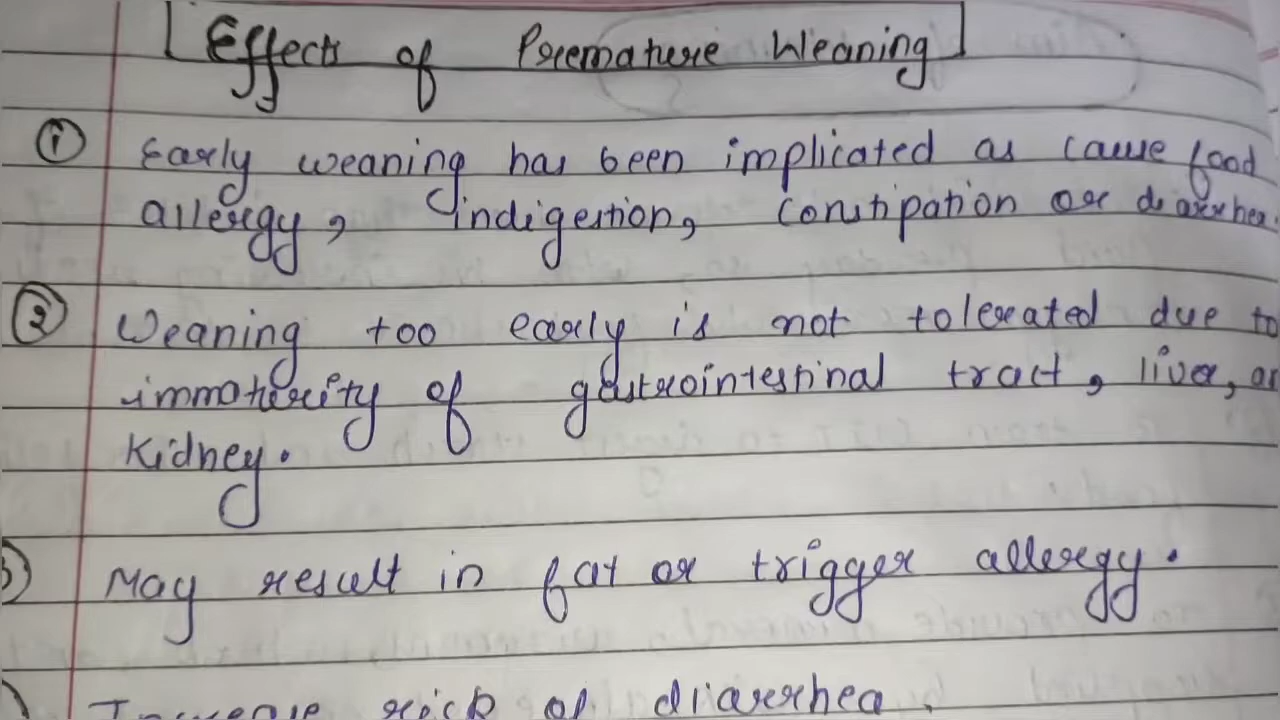 Effects of Premature Weaning
① Early weaning has been implicated as cause food
allergy, indigestion, constipation or diarrhea.
② Weaning too early is not tolerated due to
immaturity of gastrointestinal tract, liver, or
Kidney.
③ May result in fat or trigger allergy.
Increase risk of diarrhea.